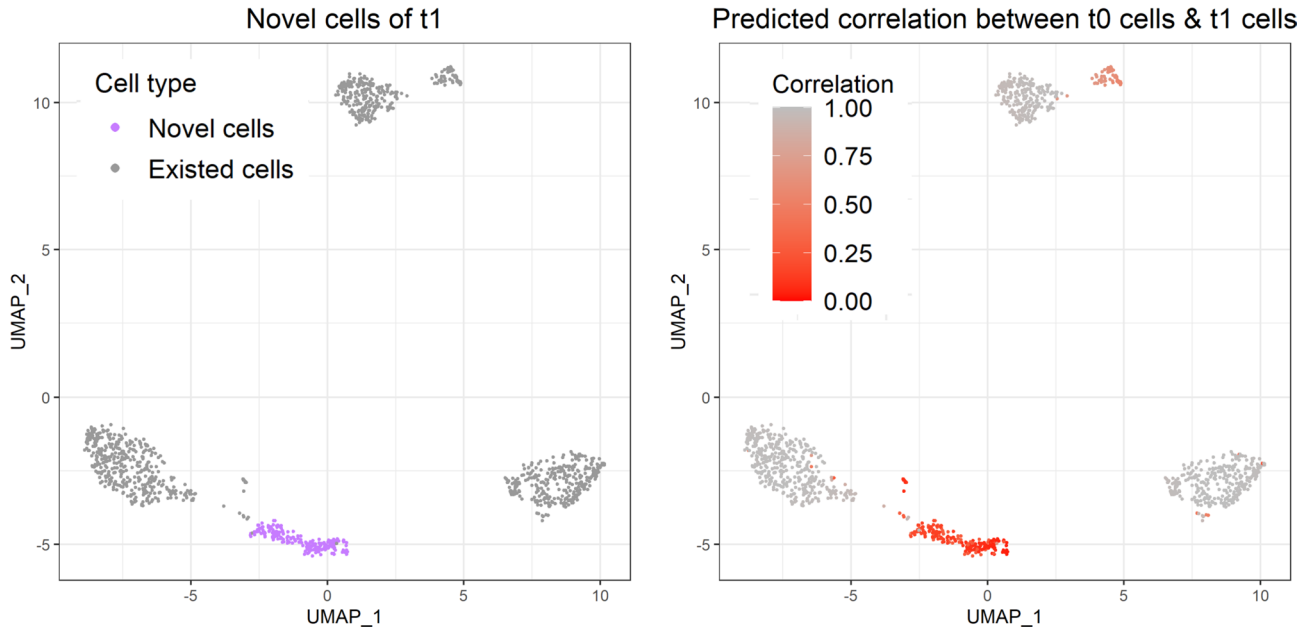 Novel cells of t1
Cell type
Novel cells
Existed cells
10
5
0
-5
UMAP_2
-5
0
5
10
UMAP_1
Predicted correlation between t0 cells & t1 cells
Correlation
1.00
0.75
0.50
0.25
0.00
10
5
0
-5
UMAP_2
-5
0
5
10
UMAP_1